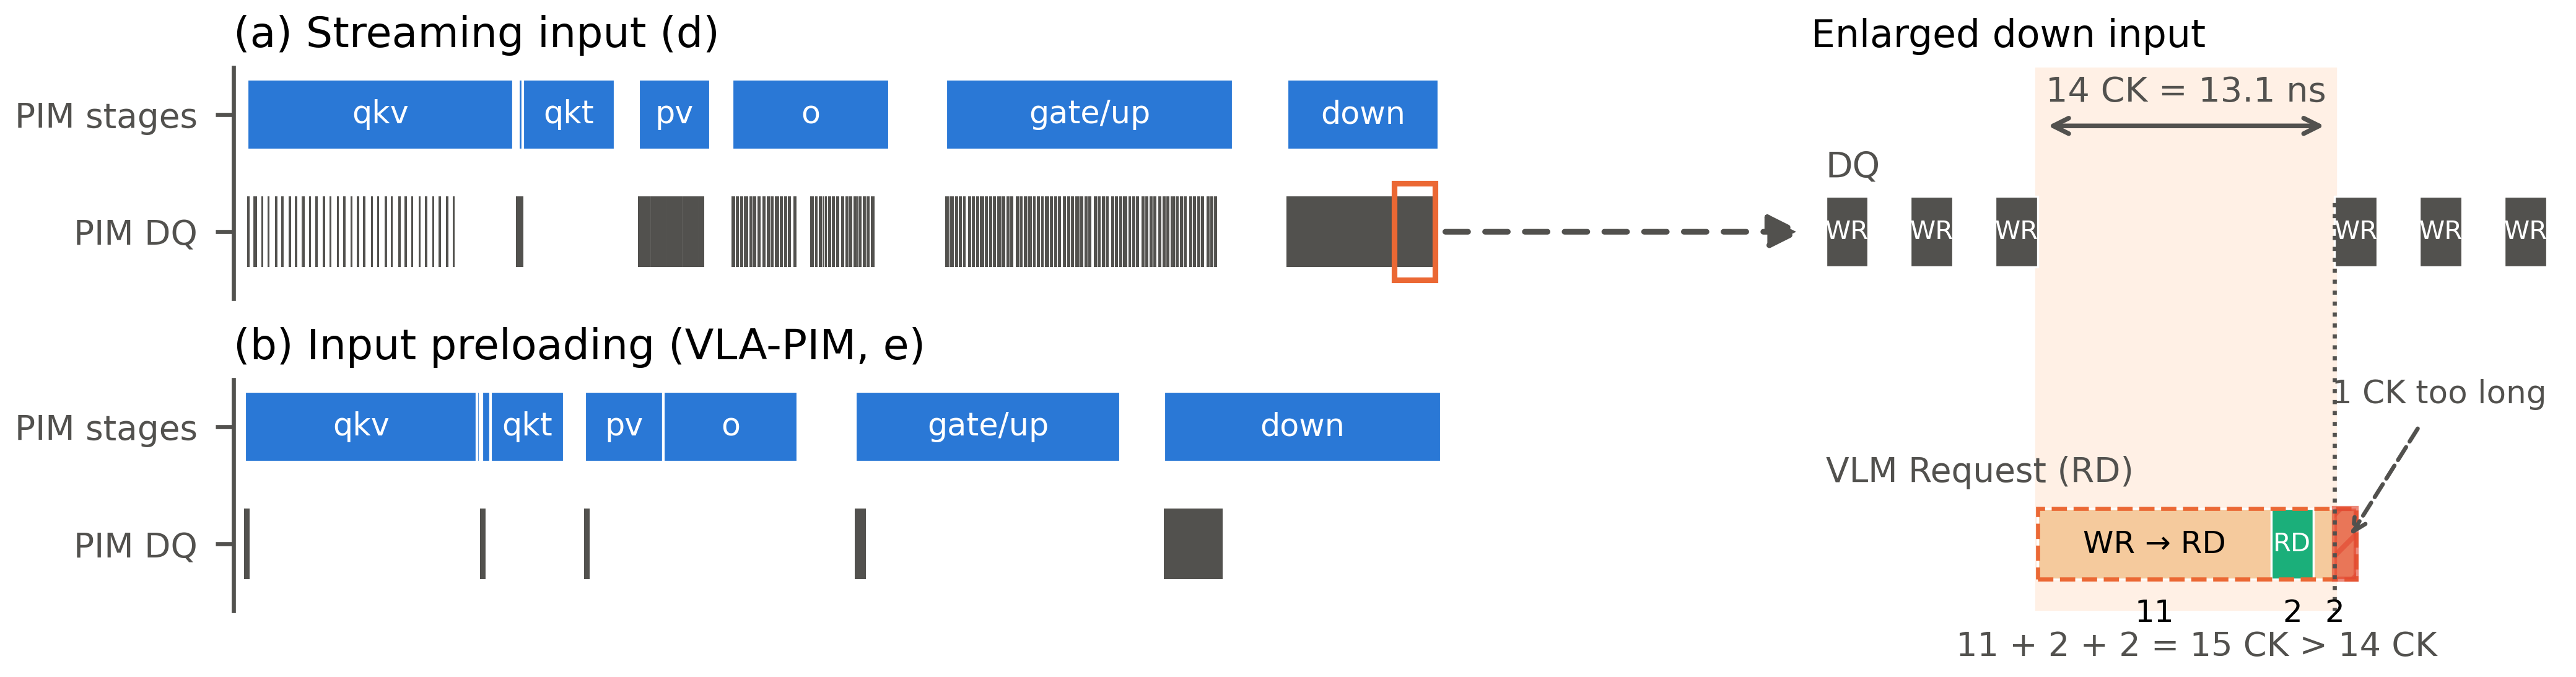 (a) Streaming input (d)
PIM stages
qkv
qkt
pv
o
gate/up
down
PIM DQ
(b) Input preloading (VLA-PIM, e)
PIM stages
qkv
qkt
pv
o
gate/up
down
PIM DQ
Enlarged down input
14 CK = 13.1 ns
DQ
WR WR WR WR WR WR
1 CK too long
VLM Request (RD)
WR → RD
RD
11 2 2
11 + 2 + 2 = 15 CK > 14 CK